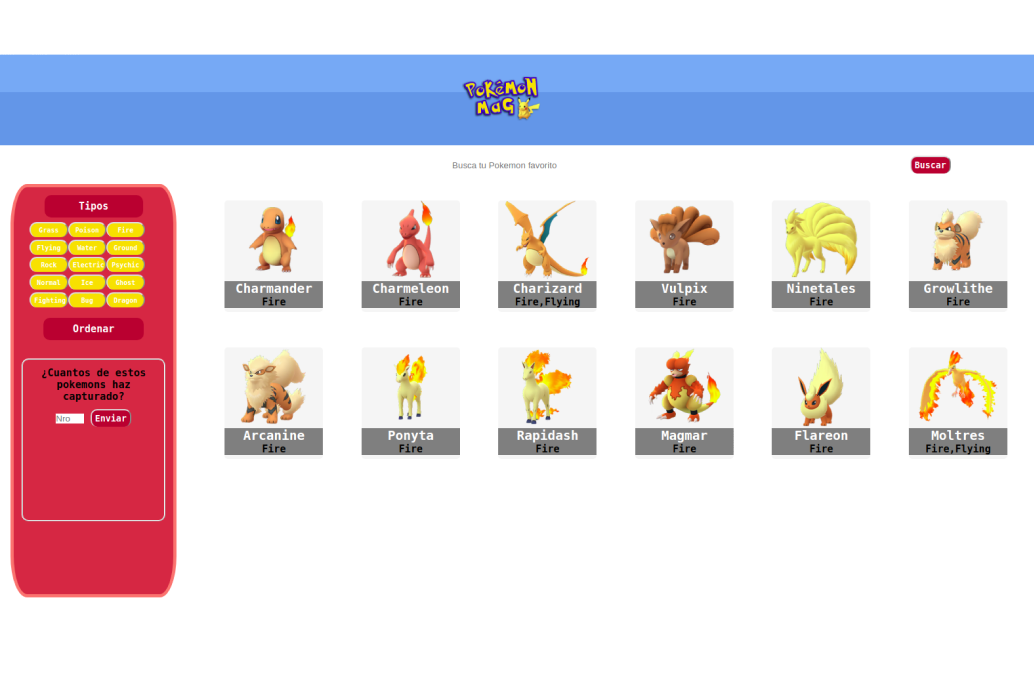 Pokémon
MaG
Busca tu Pokemon favorito
Buscar
Tipos
Grass Poison Fire
Flying Water Ground
Rock Electric Psychic
Normal Ice Ghost
Fighting Bug Dragon
Ordenar
¿Cuantos de estos
pokemons haz
capturado?
Nro Enviar
Charmander Charmeleon Charizard Vulpix Ninetales Growlithe
Fire Fire Fire,Flying Fire Fire Fire
Arcanine Ponyta Rapidash Magmar Flareon Moltres
Fire Fire Fire Fire Fire Fire,Flying